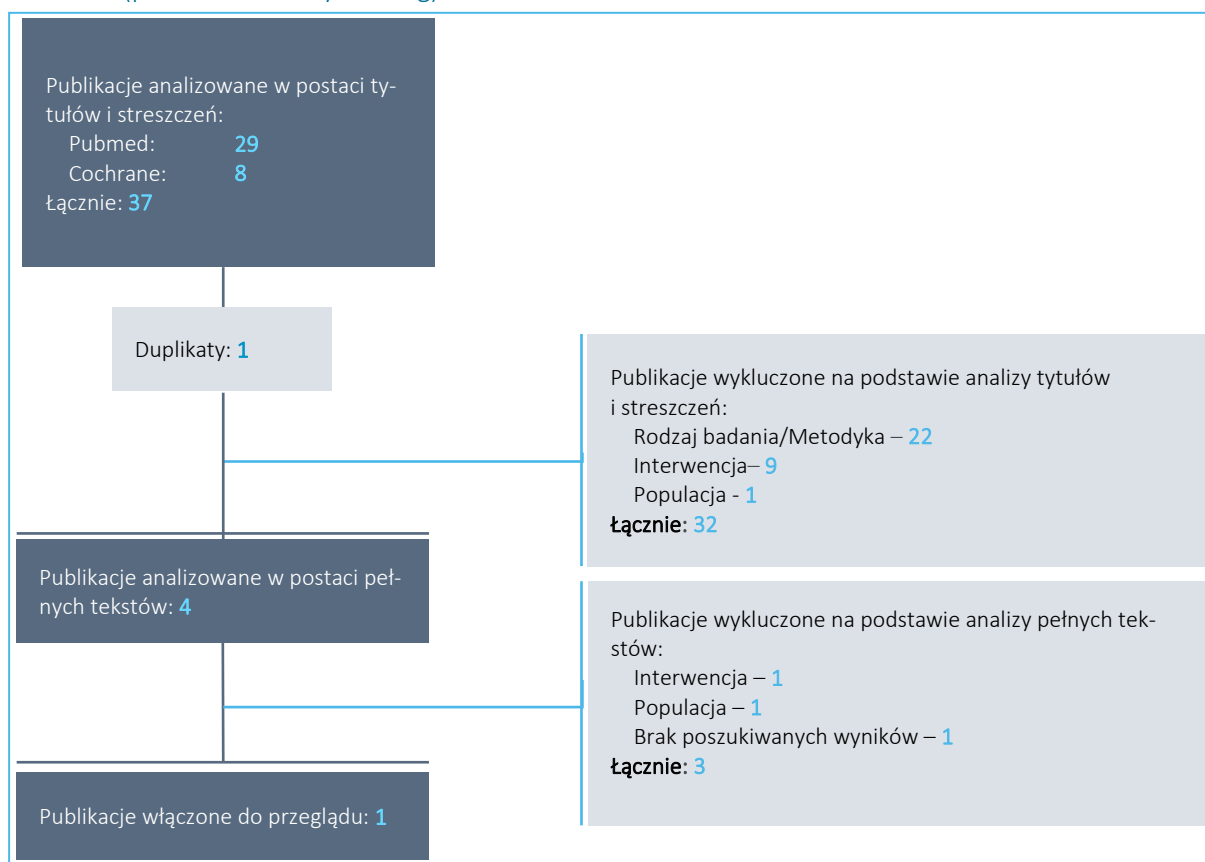 Publikacje analizowane w postaci ty-
tułów i streszczeń:
Pubmed: 29
Cochrane: 8
Łącznie: 37
Duplikaty: 1
Publikacje wykluczone na podstawie analizy tytułów
i streszczeń:
Rodzaj badania/Metodyka – 22
Interwencja– 9
Populacja - 1
Łącznie: 32
Publikacje analizowane w postaci peł-
nych tekstów: 4
Publikacje wykluczone na podstawie analizy pełnych tek-
stów:
Interwencja – 1
Populacja – 1
Brak poszukiwanych wyników – 1
Łącznie: 3
Publikacje włączone do przeglądu: 1